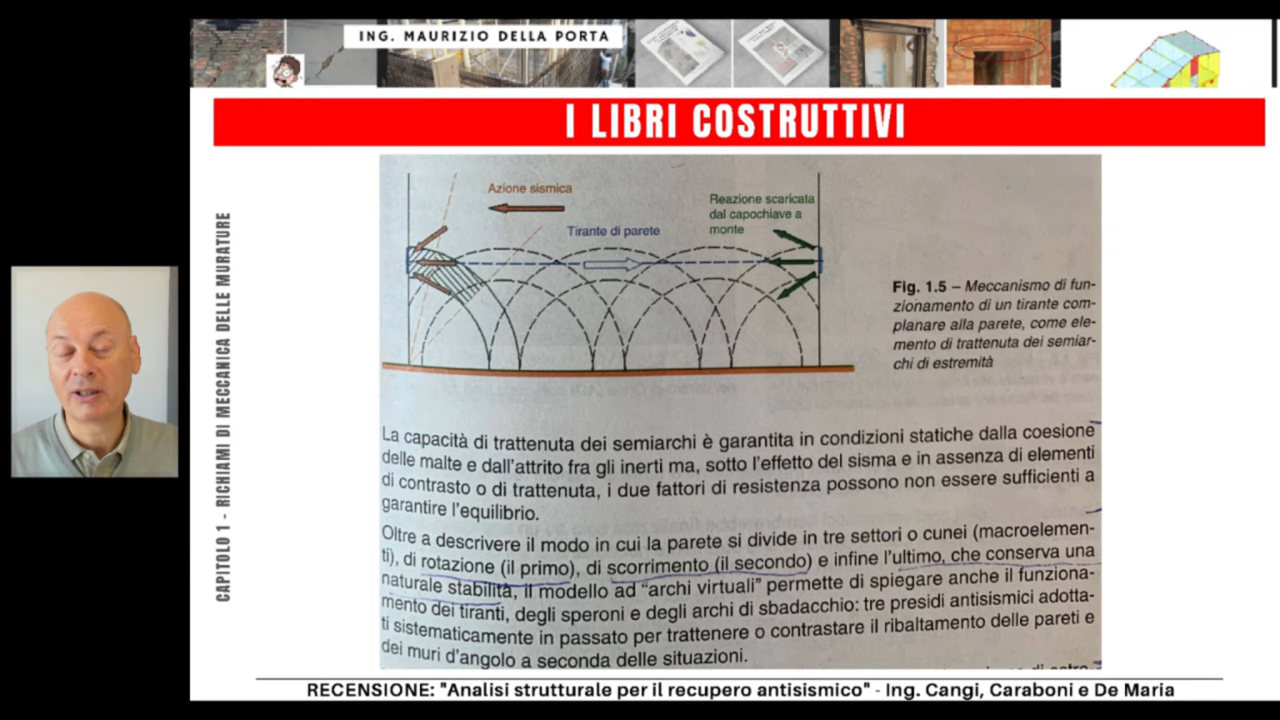 ING. MAURIZIO DELLA PORTA
I LIBRI COSTRUTTIVI
CAPITOLO 1 - RICHIAMI DI MECCANICA DELLE MURATURE
Azione sismica
Tirante di parete
Reazione scaricata
dal capochiave a
monte
Fig. 1.5 – Meccanismo di fun-
zionamento di un tirante com-
planare alla parete, come ele-
mento di trattenuta dei semiar-
chi di estremità
La capacità di trattenuta dei semiarchi è garantita in condizioni statiche dalla coesione
delle malte e dall'attrito fra gli inerti ma, sotto l'effetto del sisma e in assenza di elementi
di contrasto o di trattenuta, i due fattori di resistenza possono non essere sufficienti a
garantire l'equilibrio.
Oltre a descrivere il modo in cui la parete si divide in tre settori o cunei (macroelemen-
ti), di rotazione (il primo), di scorrimento (il secondo) e infine l'ultimo, che conserva una
naturale stabilità, il modello ad "archi virtuali" permette di spiegare anche il funziona-
mento dei tiranti, degli speroni e degli archi di sbadacchio: tre presidi antisismici adotta-
ti sistematicamente in passato per trattenere o contrastare il ribaltamento delle pareti e
dei muri d'angolo a seconda delle situazioni.
RECENSIONE: "Analisi strutturale per il recupero antisismico" - Ing. Cangi, Caraboni e De Maria